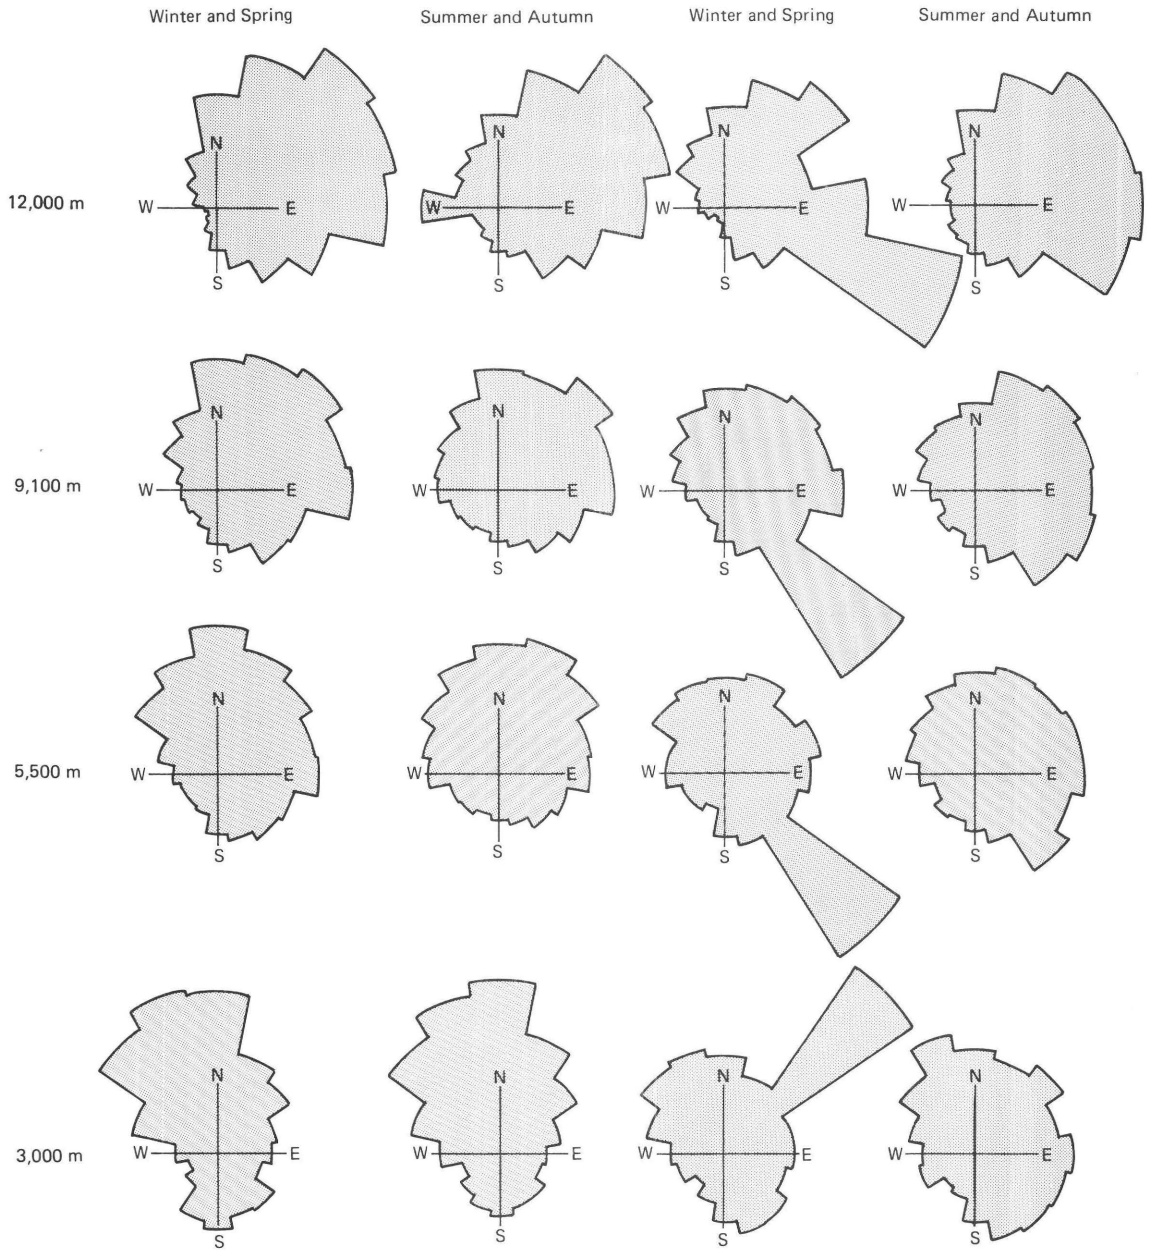 Winter and Spring Summer and Autumn Winter and Spring Summer and Autumn
N N N N
12,000 m W E W E W E W E
S S S S
N N N N
9,100 m W E W E W E W E
S S S S
N N N N
5,500 m W E W E W E W E
S S S S
N N N N
3,000 m W E W E W E W E
S S S S